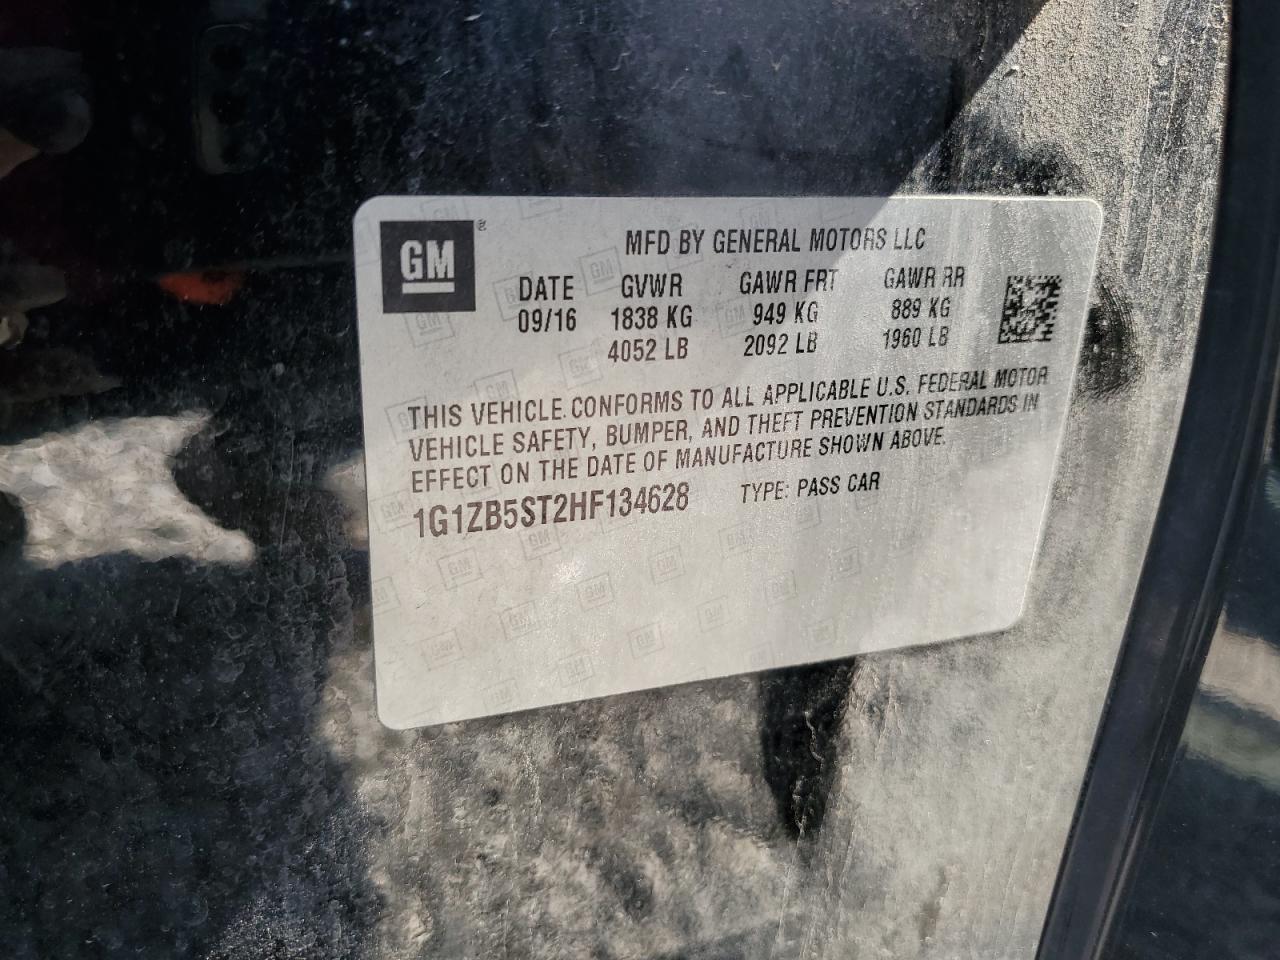 GM
MFD BY GENERAL MOTORS LLC
DATE GVWR GAWR FRT GAWR RR
09/16 1838 KG 949 KG 889 KG
4052 LB 2092 LB 1960 LB
THIS VEHICLE CONFORMS TO ALL APPLICABLE U.S. FEDERAL MOTOR
VEHICLE SAFETY, BUMPER, AND THEFT PREVENTION STANDARDS IN
EFFECT ON THE DATE OF MANUFACTURE SHOWN ABOVE.
1G1ZB5ST2HF134628 TYPE: PASS CAR